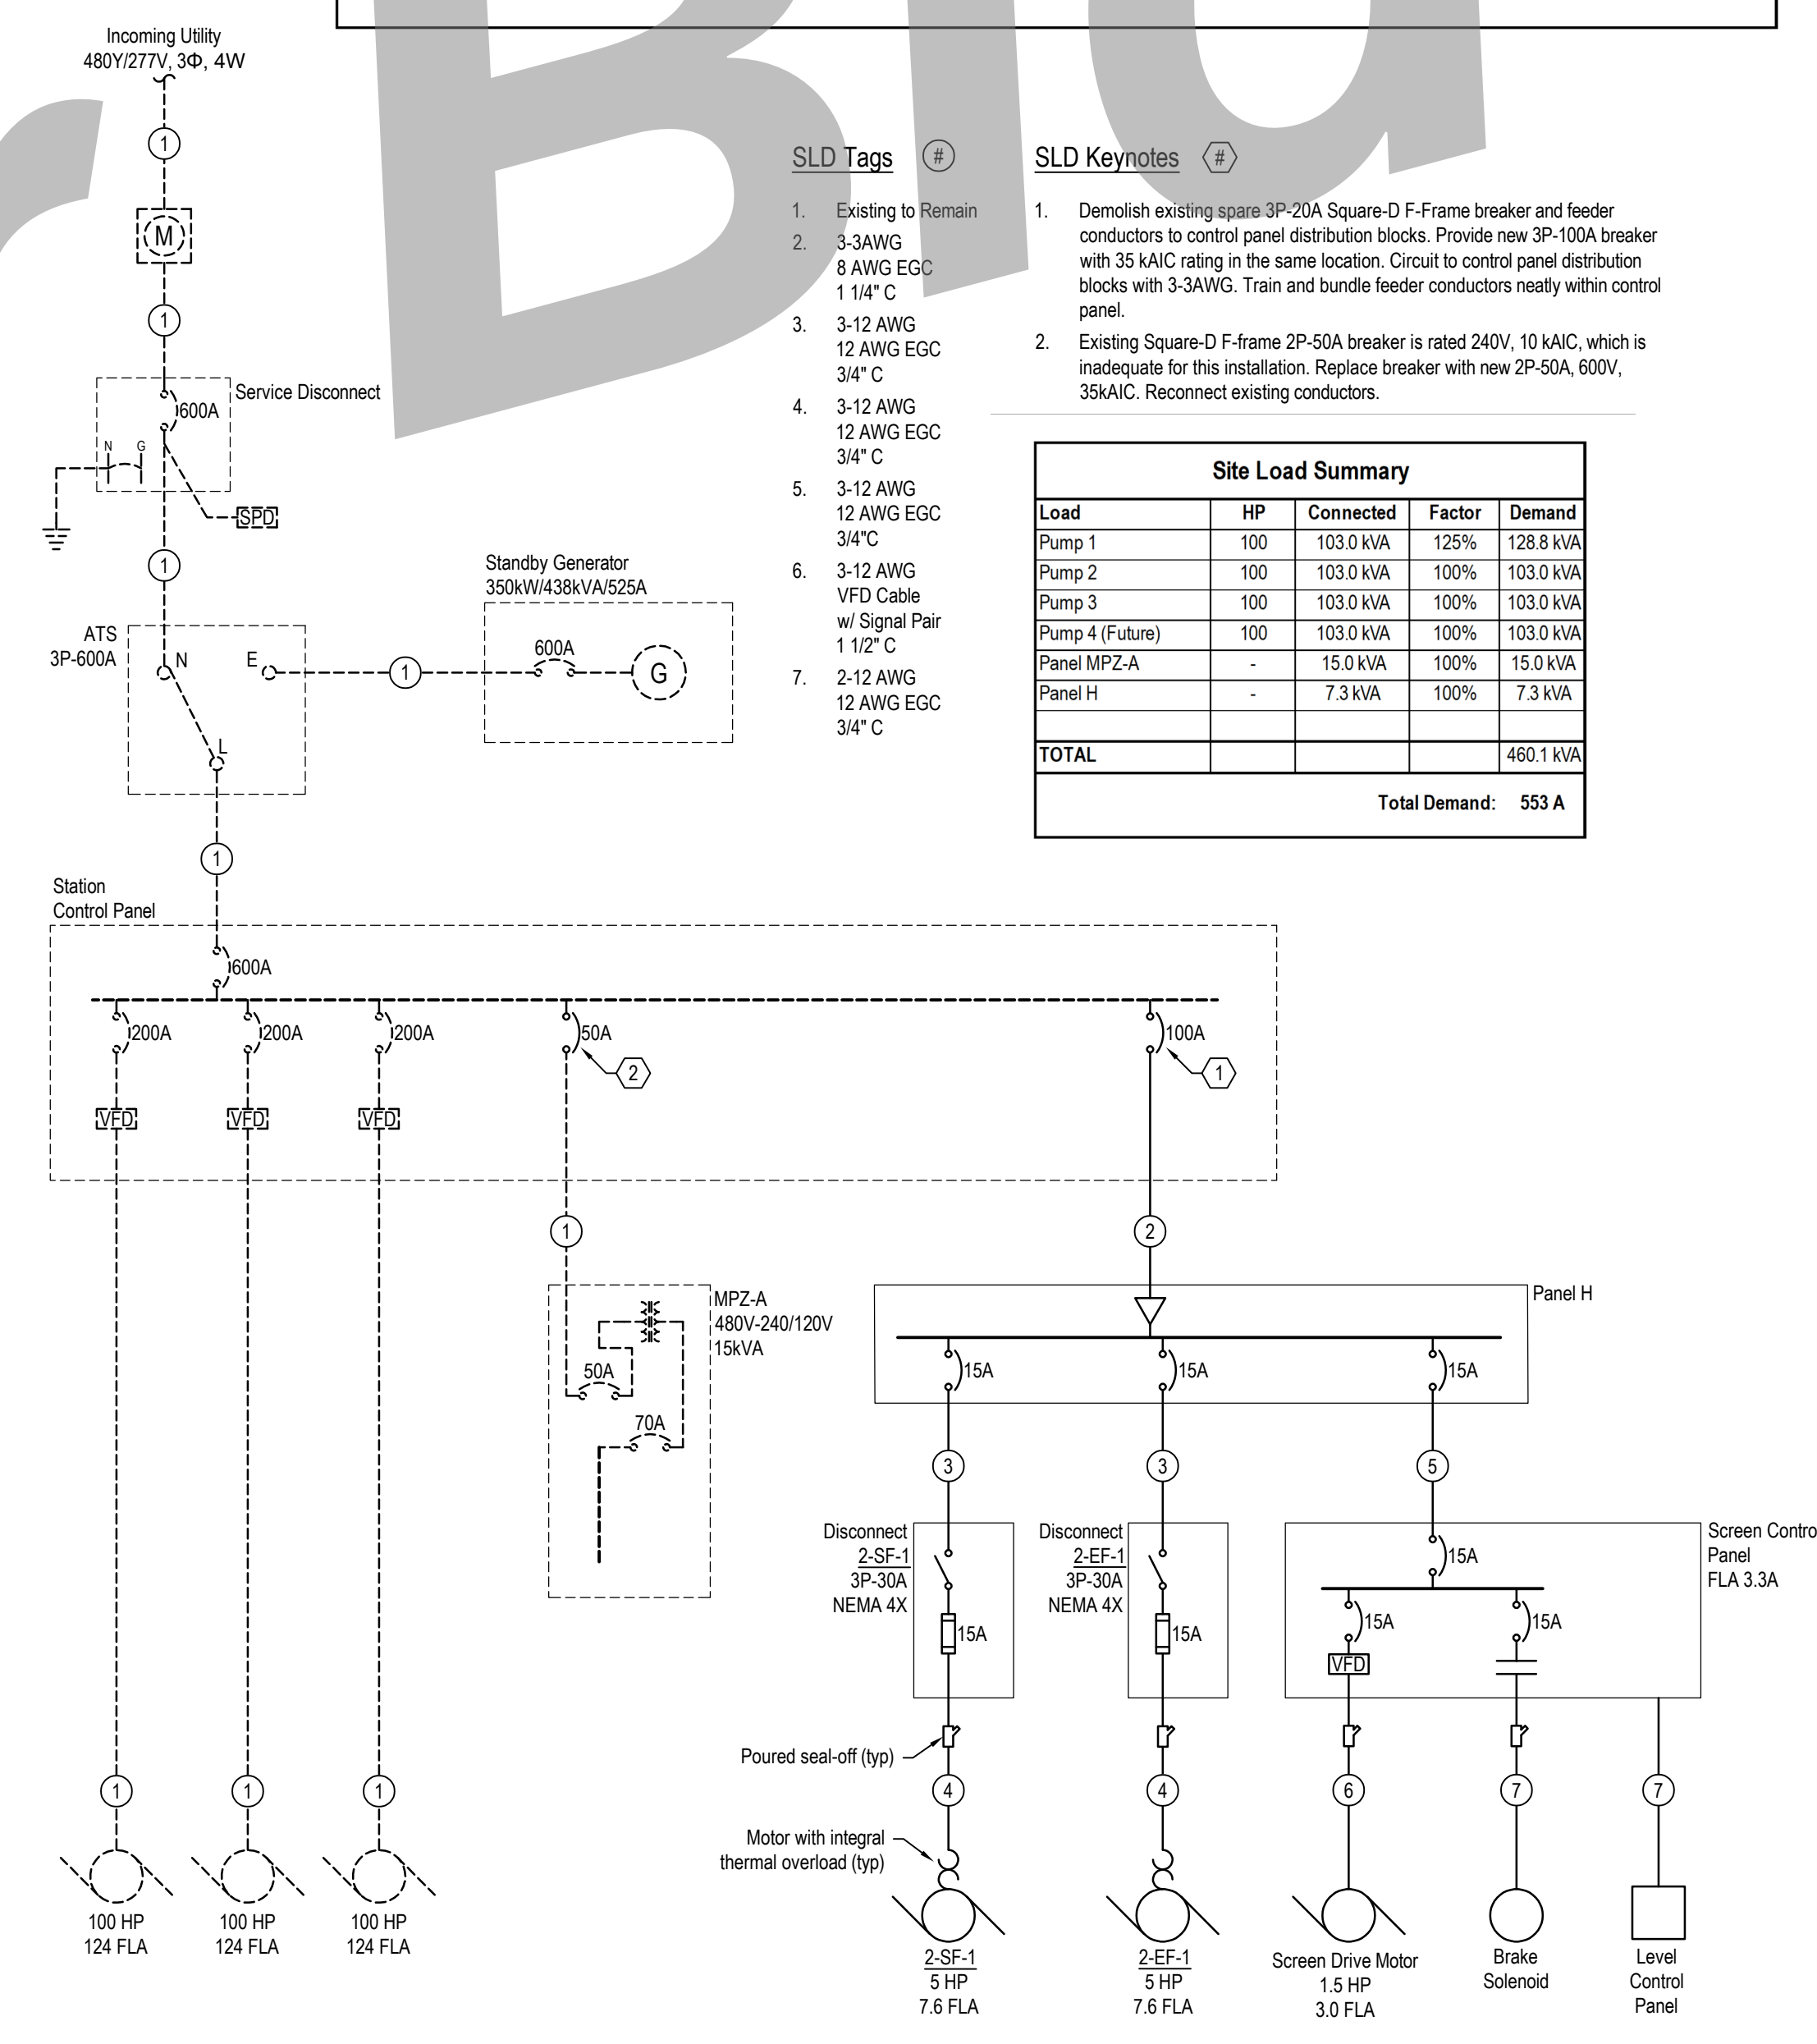 Incoming Utility
480Y/277V, 3Φ, 4W
1
M
1
Service Disconnect
600A
N G
SPD
1
ATS
3P-600A
N
E
L
1
Standby Generator
350kW/438kVA/525A
600A
G
1
SLD Tags #
1. Existing to Remain
2. 3-3AWG
8 AWG EGC
1 1/4" C
3. 3-12 AWG
12 AWG EGC
3/4" C
4. 3-12 AWG
12 AWG EGC
3/4" C
5. 3-12 AWG
12 AWG EGC
3/4"C
6. 3-12 AWG
VFD Cable
w/ Signal Pair
1 1/2" C
7. 2-12 AWG
12 AWG EGC
3/4" C
SLD Keynotes #
1. Demolish existing spare 3P-20A Square-D F-Frame breaker and feeder
conductors to control panel distribution blocks. Provide new 3P-100A breaker
with 35 kAIC rating in the same location. Circuit to control panel distribution
blocks with 3-3AWG. Train and bundle feeder conductors neatly within control
panel.
2. Existing Square-D F-frame 2P-50A breaker is rated 240V, 10 kAIC, which is
inadequate for this installation. Replace breaker with new 2P-50A, 600V,
35kAIC. Reconnect existing conductors.
Site Load Summary
Load HP Connected Factor Demand
Pump 1 100 103.0 kVA 125% 128.8 kVA
Pump 2 100 103.0 kVA 100% 103.0 kVA
Pump 3 100 103.0 kVA 100% 103.0 kVA
Pump 4 (Future) 100 103.0 kVA 100% 103.0 kVA
Panel MPZ-A - 15.0 kVA 100% 15.0 kVA
Panel H - 7.3 kVA 100% 7.3 kVA
TOTAL 460.1 kVA
Total Demand: 553 A
Station
Control Panel
600A
200A 200A 200A 50A 100A
2 1
VFD VFD VFD
1 2
MPZ-A
480V-240/120V
15kVA
50A
70A
Panel H
15A 15A 15A
3 3 5
Disconnect
2-SF-1
3P-30A
NEMA 4X
15A
Disconnect
2-EF-1
3P-30A
NEMA 4X
15A
Screen Contro
Panel
FLA 3.3A
15A
15A 15A
VFD
Poured seal-off (typ)
1 1 1 4 4 6 7 7
Motor with integral
thermal overload (typ)
100 HP
124 FLA
100 HP
124 FLA
100 HP
124 FLA
2-SF-1
5 HP
7.6 FLA
2-EF-1
5 HP
7.6 FLA
Screen Drive Motor
1.5 HP
3.0 FLA
Brake
Solenoid
Level
Control
Panel
r Bid